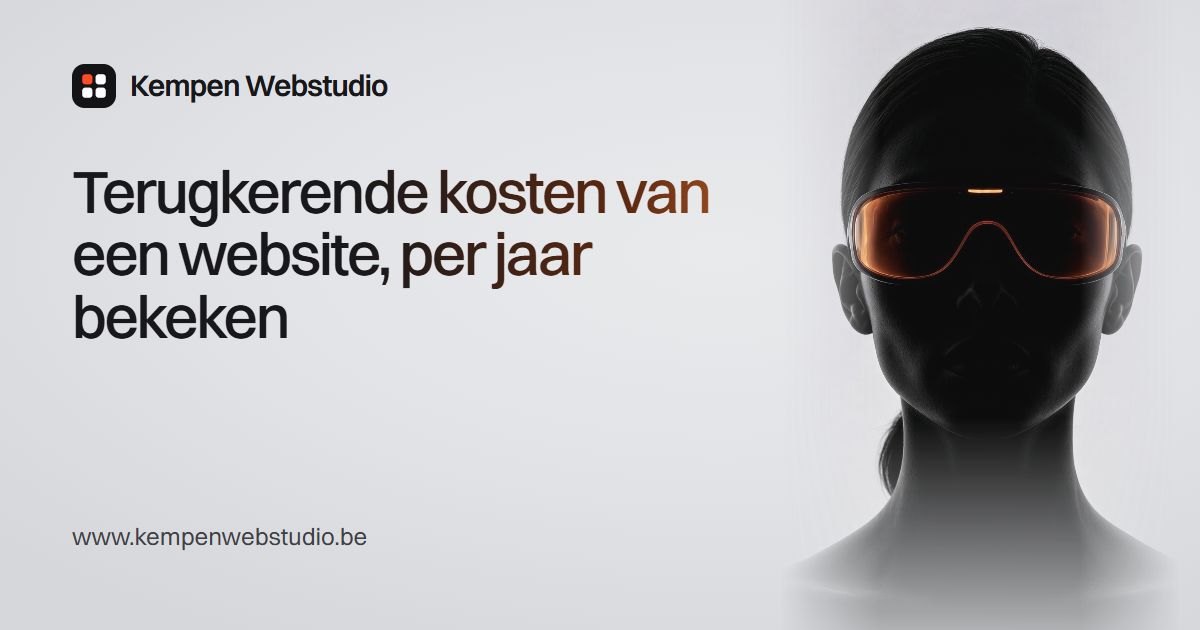 Kempen Webstudio
Terugkerende kosten van
een website, per jaar
bekeken
www.kempenwebstudio.be